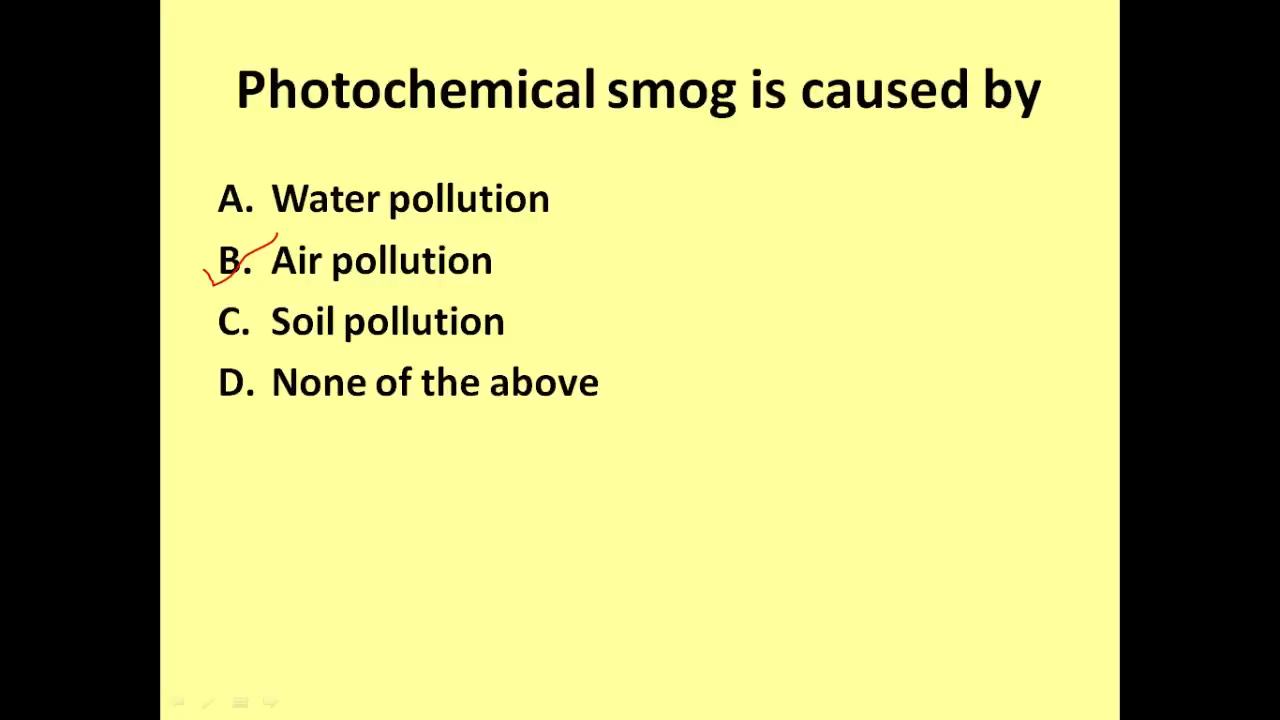 Photochemical smog is caused by
A. Water pollution
B. Air pollution
C. Soil pollution
D. None of the above